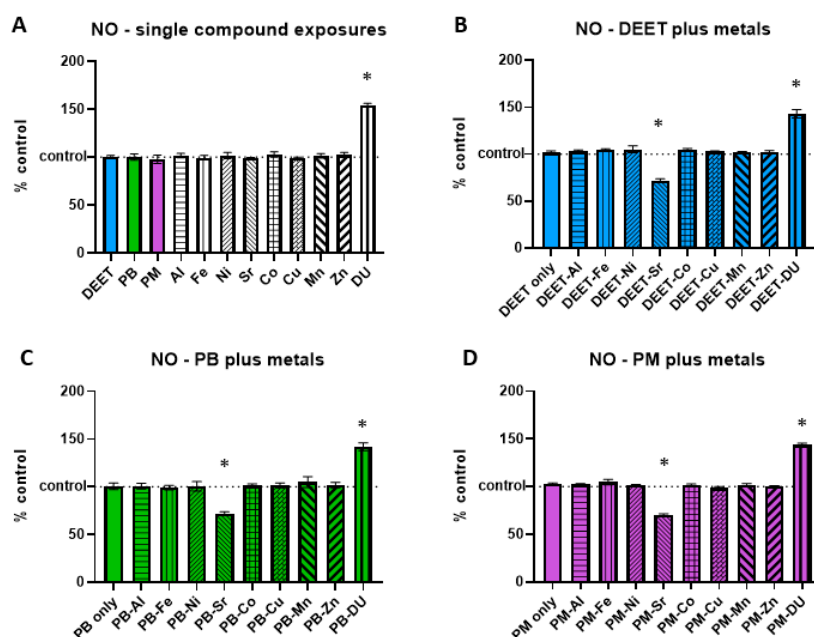 A
NO - single compound exposures
% control
200
150
control
50
0
*
DEET
PB
PM
Al
Fe
Ni
Sr
Co
Cu
Mn
Zn
DU
B
NO - DEET plus metals
% control
200
150
control
50
0
*
*
DEET only
DEET-Al
DEET-Fe
DEET-Ni
DEET-Sr
DEET-Co
DEET-Cu
DEET-Mn
DEET-Zn
DEET-DU
C
NO - PB plus metals
% control
200
150
control
50
0
*
*
PB only
PB-Al
PB-Fe
PB-Ni
PB-Sr
PB-Co
PB-Cu
PB-Mn
PB-Zn
PB-DU
D
NO - PM plus metals
% control
200
150
control
50
0
*
*
PM only
PM-Al
PM-Fe
PM-Ni
PM-Sr
PM-Co
PM-Cu
PM-Mn
PM-Zn
PM-DU